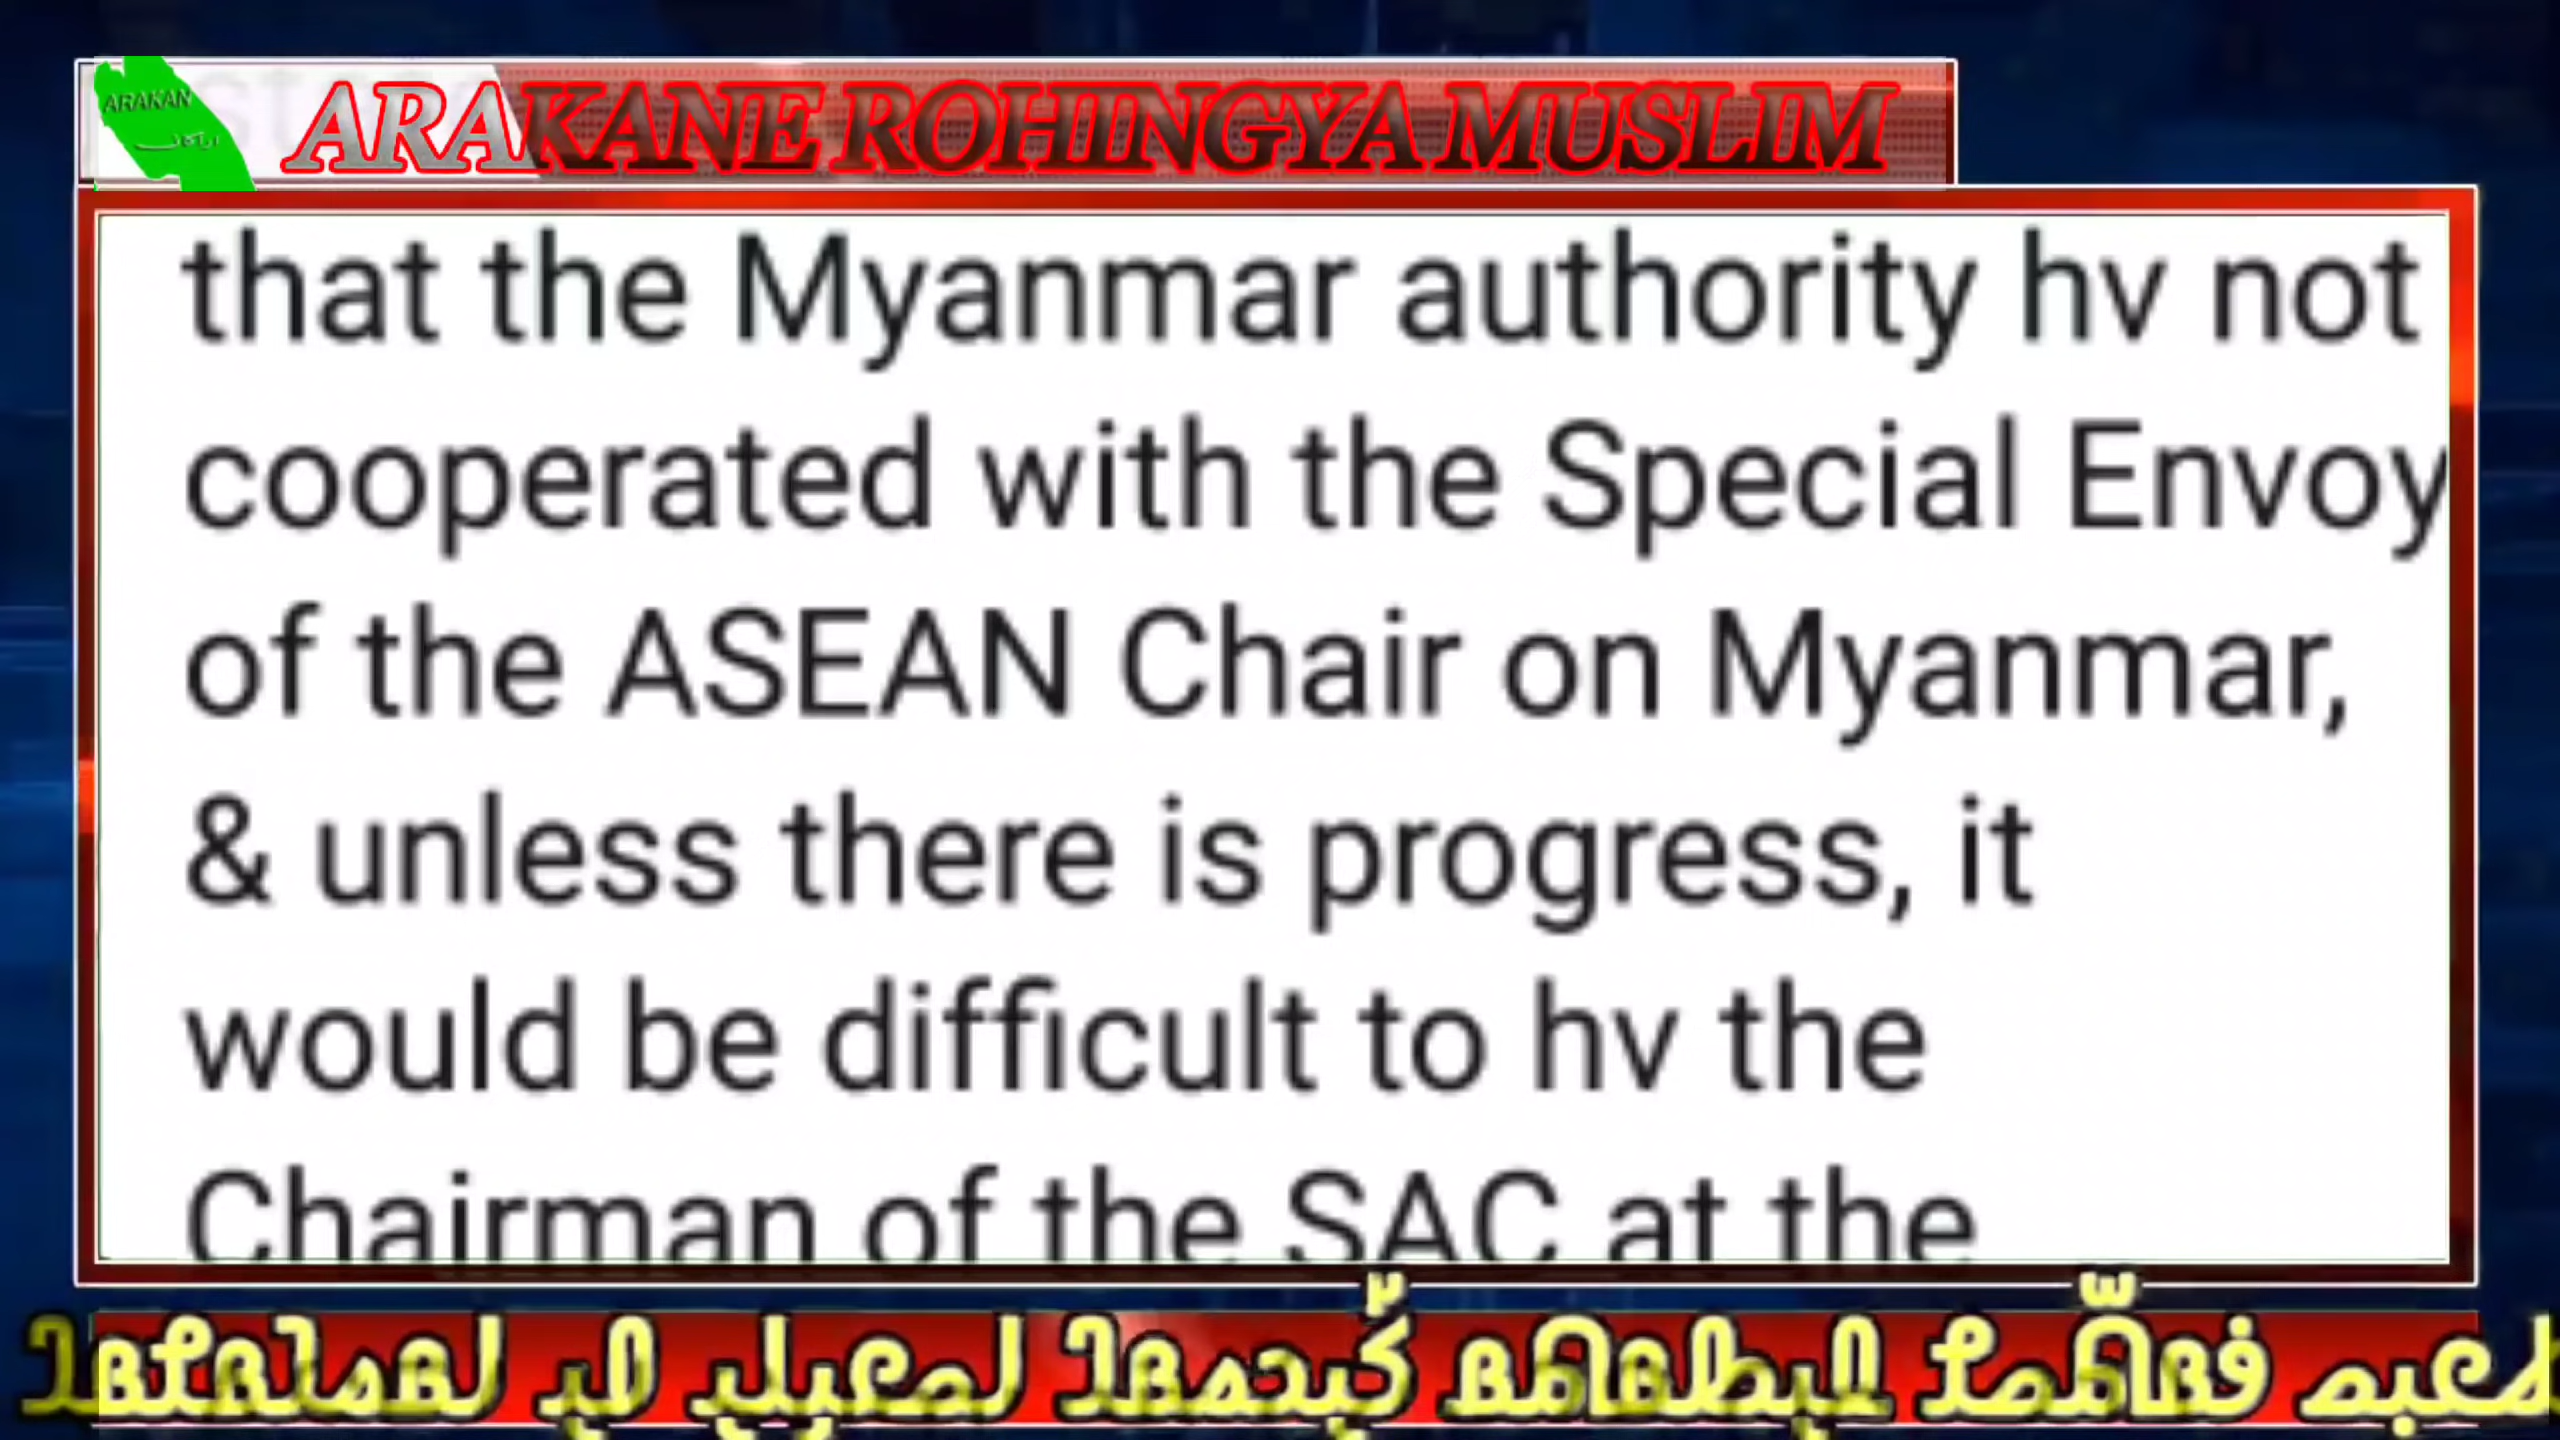 ARAKAN
اراكان
ARAKANE ROHINGYA MUSLIM
that the Myanmar authority hv not
cooperated with the Special Envoy
of the ASEAN Chair on Myanmar,
& unless there is progress, it
would be difficult to hv the
Chairman of the SAC at the